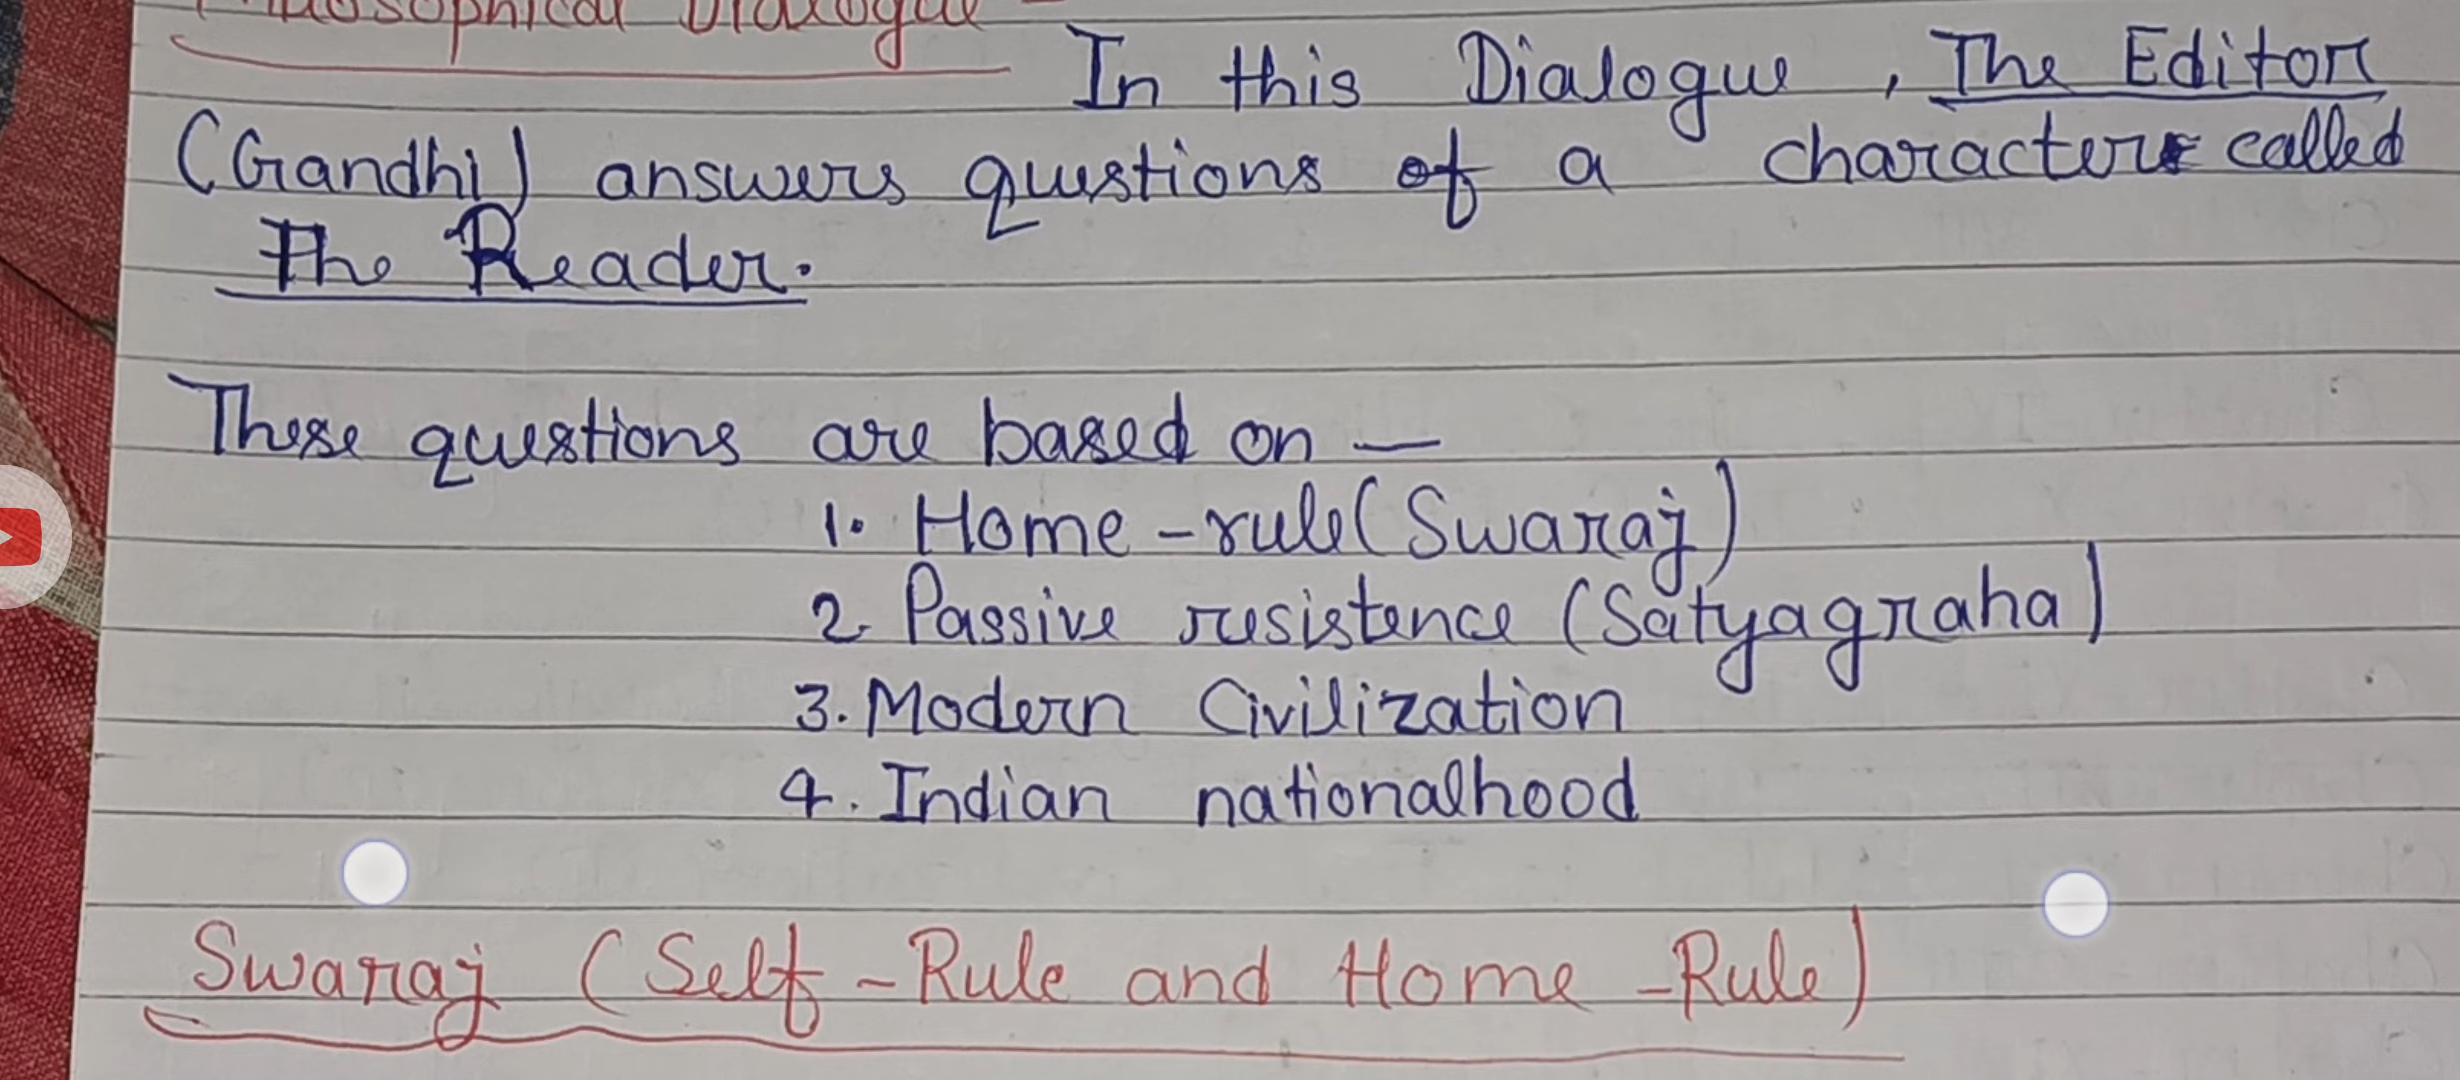 Philosophical Dialogue -
In this Dialogue, The Editor
(Gandhi) answers questions of a character called
The Reader.
These questions are based on —
1. Home-rule (Swaraj)
2. Passive resistence (Satyagraha)
3. Modern Civilization
4. Indian nationalhood
Swaraj (Self-Rule and Home-Rule)